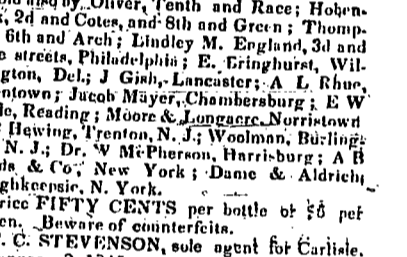 by Oliver, Tenth and Race; Hoben-
, 2d and Cotes, and 8th and Green; Thomp-
6th and Arch; Lindley M. England, 3d and
streets, Philadelphia; E. Bringhurst, Wil-
gton, Del.; J Gish, Lancaster; A L Rhue,
ntown; Jacob Mayer, Chambersburg; E W
le, Reading; Moore & Longacre, Norristown
Hewing, Trenton, N. J.; Woolman, Burling-
N. J.; Dr. W McPherson, Harrisburg; A B
ds & Co, New York; Dame & Aldrich,
ghkeepsie, N. York.
rice FIFTY CENTS per bottle or $5 per
en. Beware of counterfeits.
. C. STEVENSON, sole agent for Carlisle.